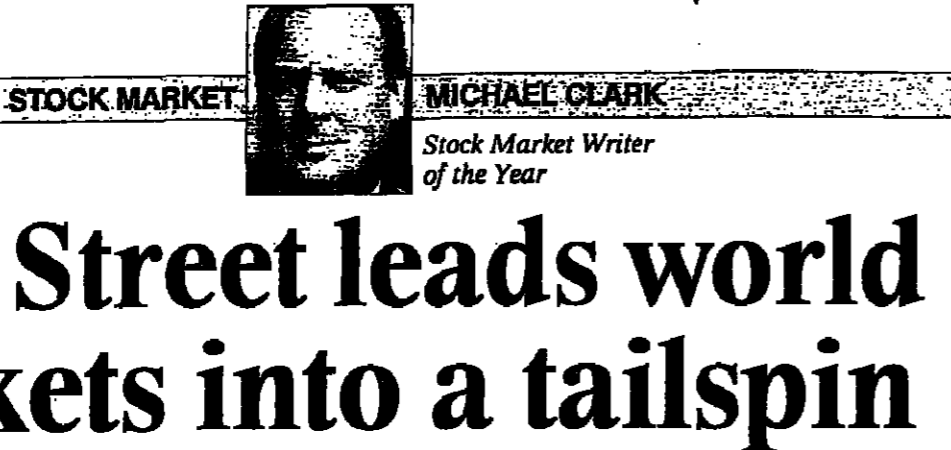 STOCK MARKET MICHAEL CLARK
Stock Market Writer
of the Year
Street leads world
kets into a tailspin